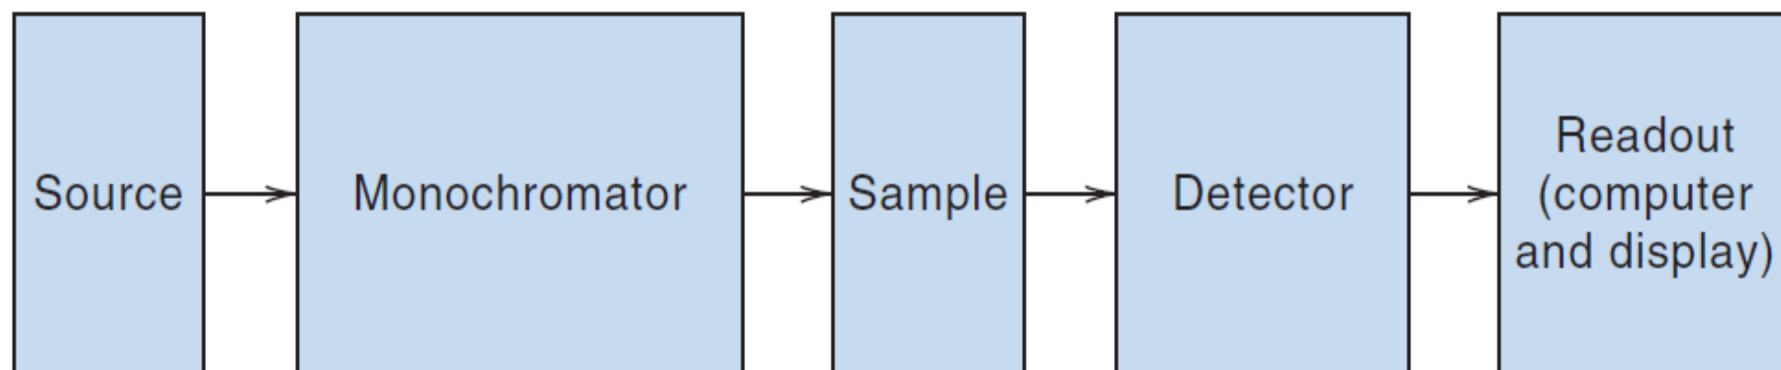 Source
Monochromator
Sample
Detector
Readout
(computer
and display)